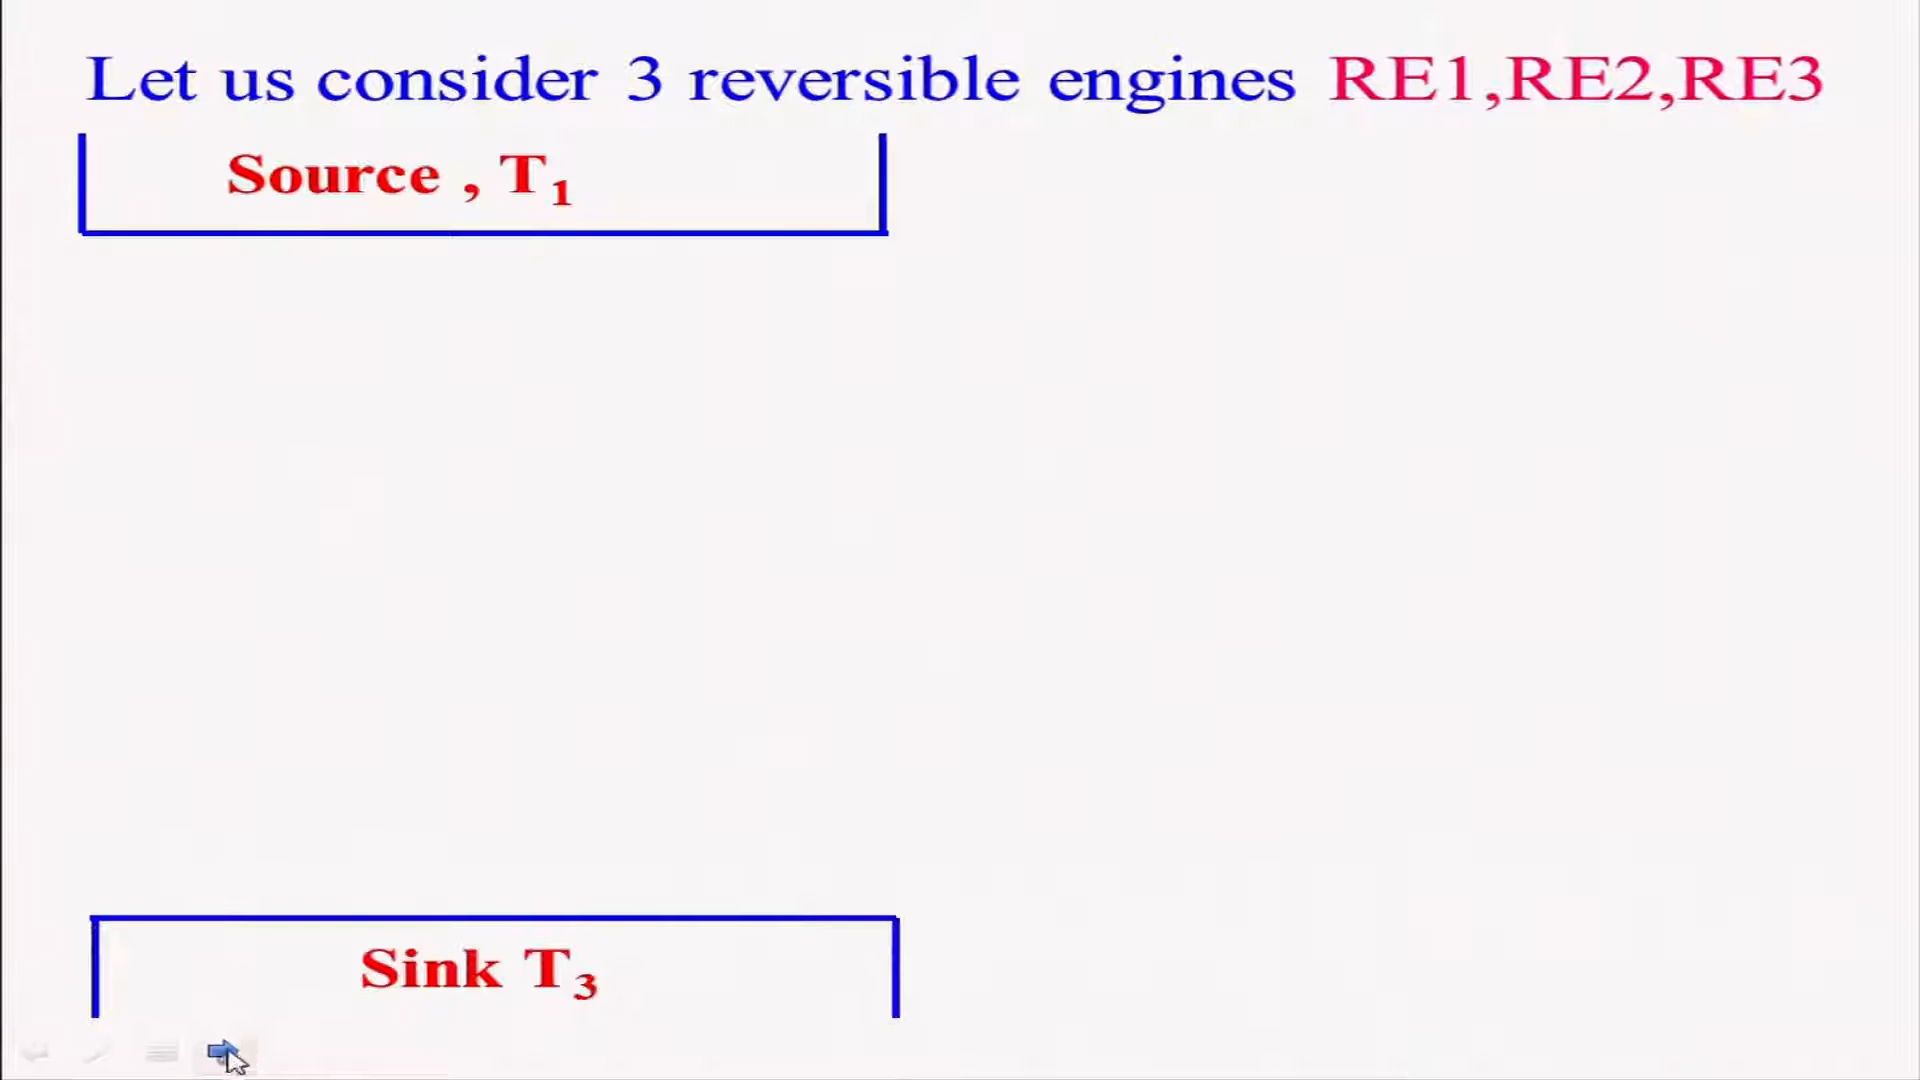 Let us consider 3 reversible engines RE1,RE2,RE3
Source , T₁
Sink T₃